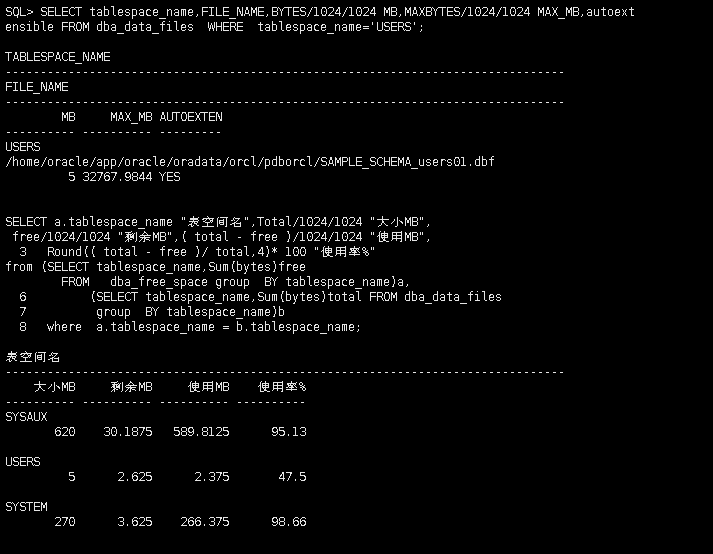 SQL> SELECT tablespace_name,FILE_NAME,BYTES/1024/1024 MB,MAXBYTES/1024/1024 MAX_MB,autoext
ensible FROM dba_data_files  WHERE  tablespace_name='USERS';
TABLESPACE_NAME
--------------------------------------------------------------------------------
FILE_NAME
--------------------------------------------------------------------------------
        MB     MAX_MB AUTOEXTEN
---------- ---------- ---------
USERS
/home/oracle/app/oracle/oradata/orcl/pdborcl/SAMPLE_SCHEMA_users01.dbf
         5 32767.9844 YES
SELECT a.tablespace_name "表空间名",Total/1024/1024 "大小MB",
 free/1024/1024 "剩余MB",( total - free )/1024/1024 "使用MB",
  3   Round(( total - free )/ total,4)* 100 "使用率%"
from (SELECT tablespace_name,Sum(bytes)free
        FROM   dba_free_space group  BY tablespace_name)a,
  6         (SELECT tablespace_name,Sum(bytes)total FROM dba_data_files
  7          group  BY tablespace_name)b
  8   where  a.tablespace_name = b.tablespace_name;
表空间名
--------------------------------------------------------------------------------
    大小MB     剩余MB     使用MB    使用率%
---------- ---------- ---------- ----------
SYSAUX
       620    30.1875   589.8125      95.13
USERS
         5      2.625      2.375       47.5
SYSTEM
       270      3.625    266.375      98.66